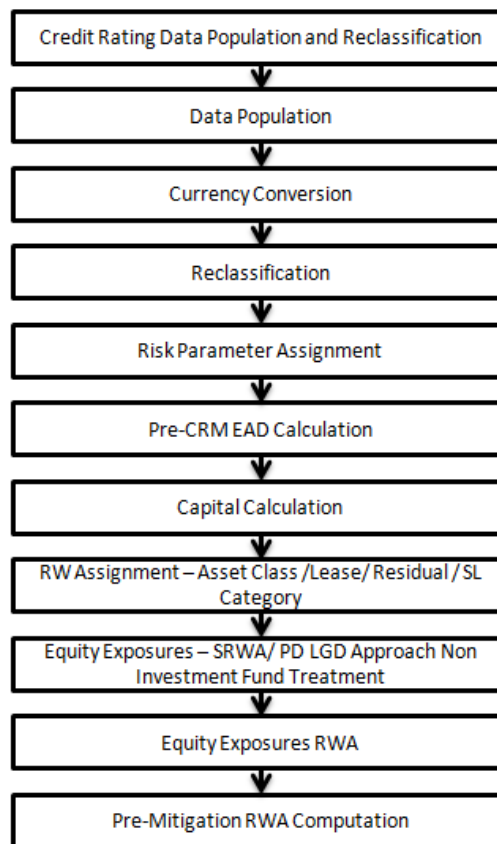 Credit Rating Data Population and Reclassification
Data Population
Currency Conversion
Reclassification
Risk Parameter Assignment
Pre-CRM EAD Calculation
Capital Calculation
RW Assignment – Asset Class /Lease/ Residual / SL
Category
Equity Exposures – SRWA/ PD LGD Approach Non
Investment Fund Treatment
Equity Exposures RWA
Pre-Mitigation RWA Computation